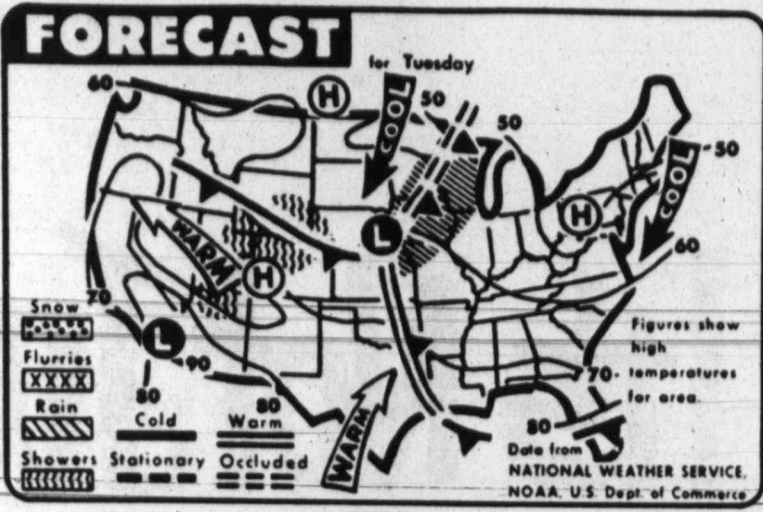 FORECAST
for Tuesday
60
H
COOL
50
50
COOL
50
H
L
WARM
H
60
70
Snow
L
Flurries
90
80
80
Rain
Cold
Warm
Showers
Stationary
Occluded
WARM
Figures show
high
70
temperatures
for area
80
Data from
NATIONAL WEATHER SERVICE,
NOAA, U.S. Dept. of Commerce